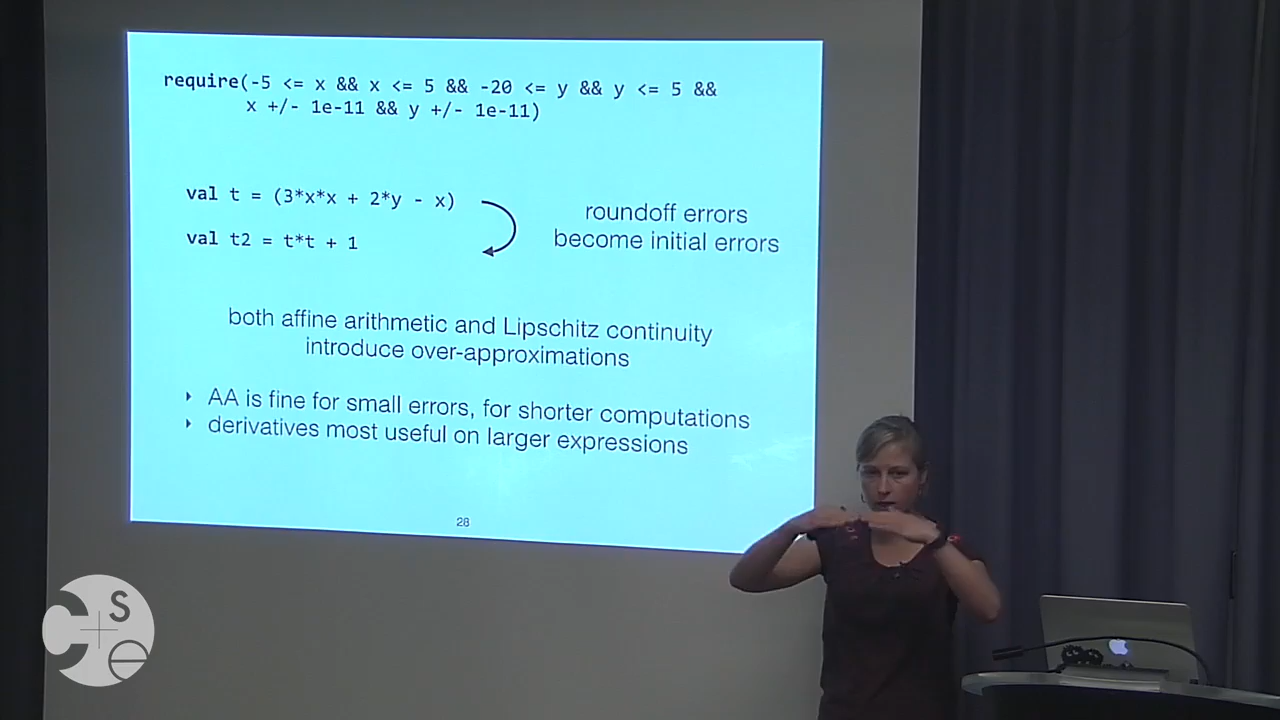 require(-5 <= x && x <= 5 && -20 <= y && y <= 5 &&
x +/- 1e-11 && y +/- 1e-11)
val t = (3*x*x + 2*y - x)
val t2 = t*t + 1
roundoff errors
become initial errors
both affine arithmetic and Lipschitz continuity
introduce over-approximations
‣ AA is fine for small errors, for shorter computations
‣ derivatives most useful on larger expressions
28
C+se